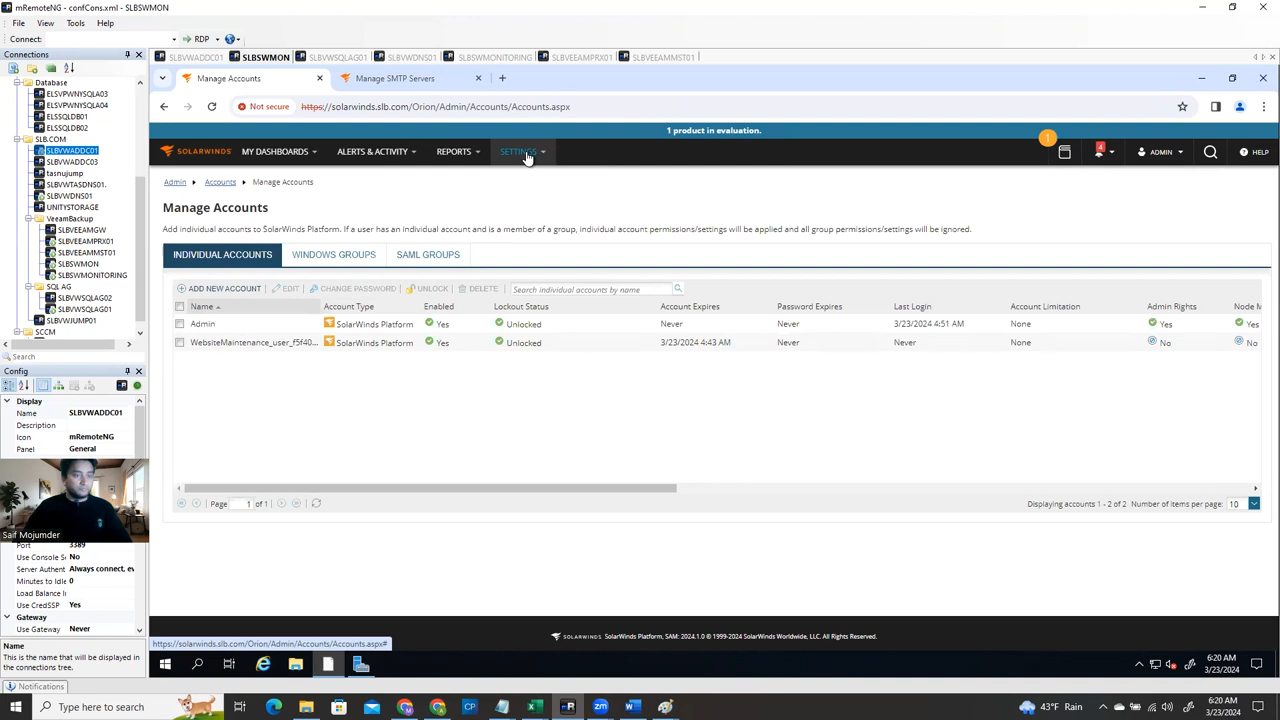 mRemoteNG - confCons.xml - SLBSWMON
File View Tools Help
Connect: RDP
Connections
Database
ELSVPWNYSQLA03
ELSVPWNYSQLA04
ELSSQLDB01
ELSSQLDB02
SLB.COM
SLBVWADDC01
SLBVWADDC03
tasnujump
SLBVWTASDNS01.
SLBVWDNS01
UNITYSTORAGE
VeeamBackup
SLBVEEAMGW
SLBVEEAMPRX01
SLBVEEAMMST01
SLBSWMON
SLBSWMONITORING
SQL AG
SLBVWSQLAG02
SLBVWSQLAG01
SLBVWJUMP01
SCCM
Search
Config
Display
Name SLBVWADDC01
Description
Icon mRemoteNG
Panel General
Saif Mojumder
Port 3389
Use Console S No
Server Authent Always connect, ev
Minutes to Idle 0
Load Balance In
Use CredSSP Yes
Gateway
Use Gateway Never
Name
This is the name that will be displayed in
the connections tree.
Notifications
SLBVWADDC01 SLBSWMON SLBVWSQLAG01 SLBVWDNS01 SLBSWMONITORING SLBVEEAMPRX01 SLBVEEAMMST01
Manage Accounts Manage SMTP Servers
Not secure https://solarwinds.slb.com/Orion/Admin/Accounts/Accounts.aspx
1 product in evaluation.
SOLARWINDS MY DASHBOARDS ALERTS & ACTIVITY REPORTS SETTINGS 1 4 ADMIN HELP
Admin Accounts Manage Accounts
Manage Accounts
Add individual accounts to SolarWinds Platform. If a user has an individual account and is a member of a group, individual account permissions/settings will be applied and all group permissions/settings will be ignored.
INDIVIDUAL ACCOUNTS WINDOWS GROUPS SAML GROUPS
ADD NEW ACCOUNT EDIT CHANGE PASSWORD UNLOCK DELETE Search individual accounts by name
Name Account Type Enabled Lockout Status Account Expires Password Expires Last Login Account Limitation Admin Rights Node M
Admin SolarWinds Platform Yes Unlocked Never Never 3/23/2024 4:51 AM None Yes Yes
WebsiteMaintenance_user_f5f40... SolarWinds Platform Yes Unlocked 3/23/2024 4:43 AM Never Never None No No
Page 1 of 1 Displaying accounts 1 - 2 of 2 Number of items per page: 10
https://solarwinds.slb.com/Orion/Admin/Accounts/Accounts.aspx#
SOLARWINDS SolarWinds Platform, SAM: 2024.1.0 © 1999-2024 SolarWinds Worldwide, LLC. All Rights Reserved.
6:20 AM
3/23/2024
Type here to search
43°F Rain
6:20 AM
3/23/2024